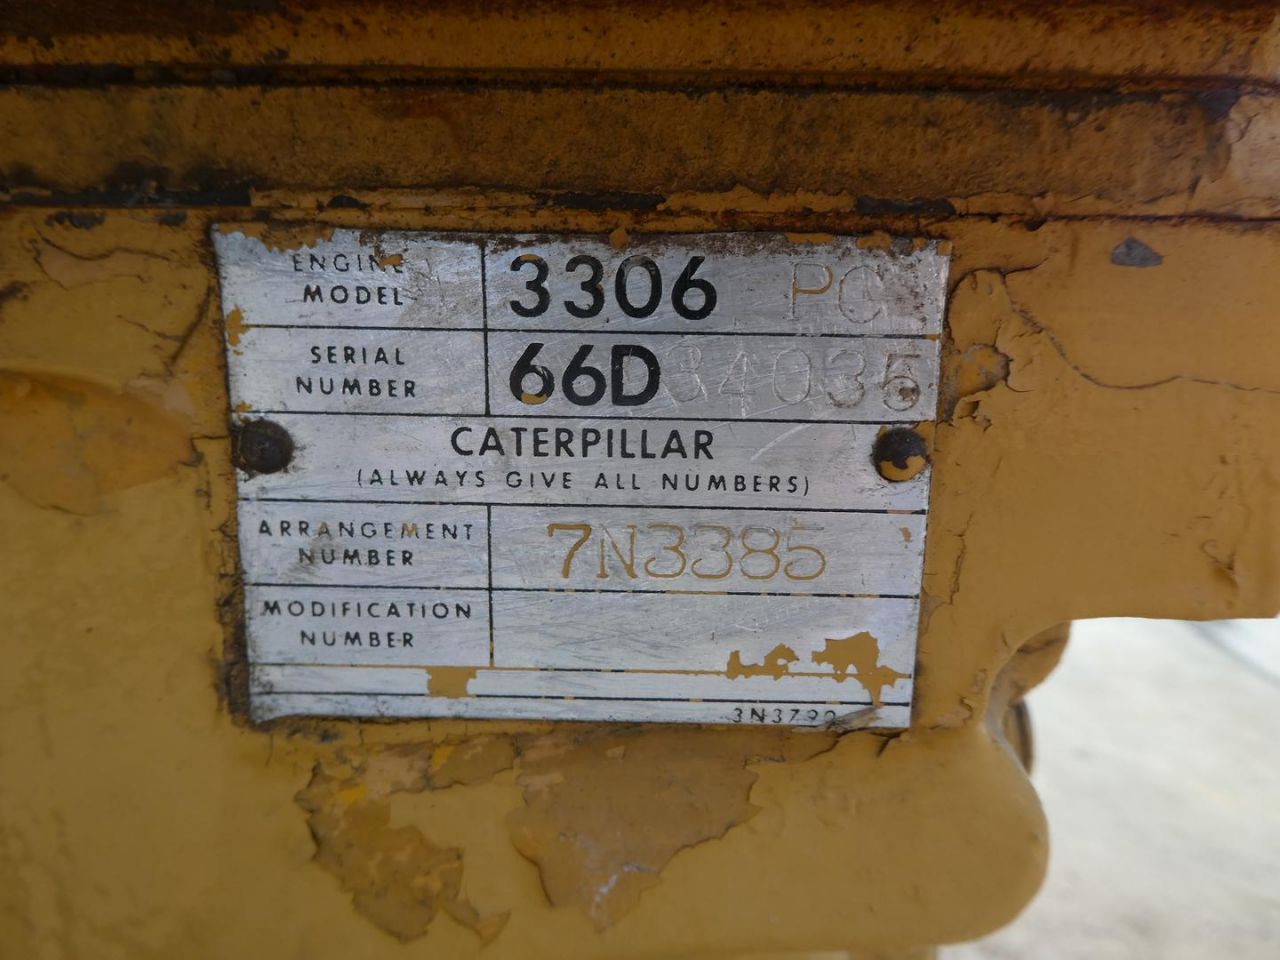 ENGINE MODEL 3306 PC
SERIAL NUMBER 66D34035
CATERPILLAR
(ALWAYS GIVE ALL NUMBERS)
ARRANGEMENT NUMBER 7N3385
MODIFICATION NUMBER